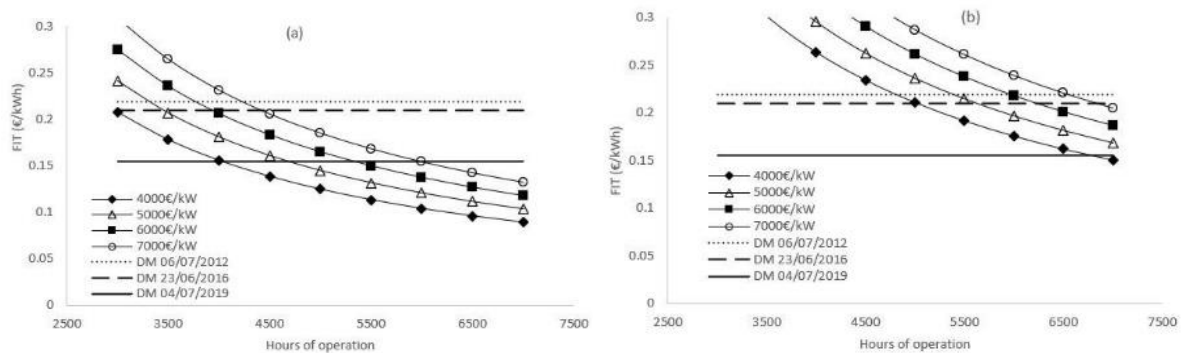 (a)
0.3
0.25
0.2
0.15
0.1
0.05
0
FIT (€/kWh)
4000€/kW
5000€/kW
6000€/kW
7000€/kW
DM 06/07/2012
DM 23/06/2016
DM 04/07/2019
2500 3500 4500 5500 6500 7500
Hours of operation
(b)
0.3
0.25
0.2
0.15
0.1
0.05
0
FIT (€/kWh)
4000€/kW
5000€/kW
6000€/kW
7000€/kW
DM 06/07/2012
DM 23/06/2016
DM 04/07/2019
2500 3500 4500 5500 6500 7500
Hours of operation